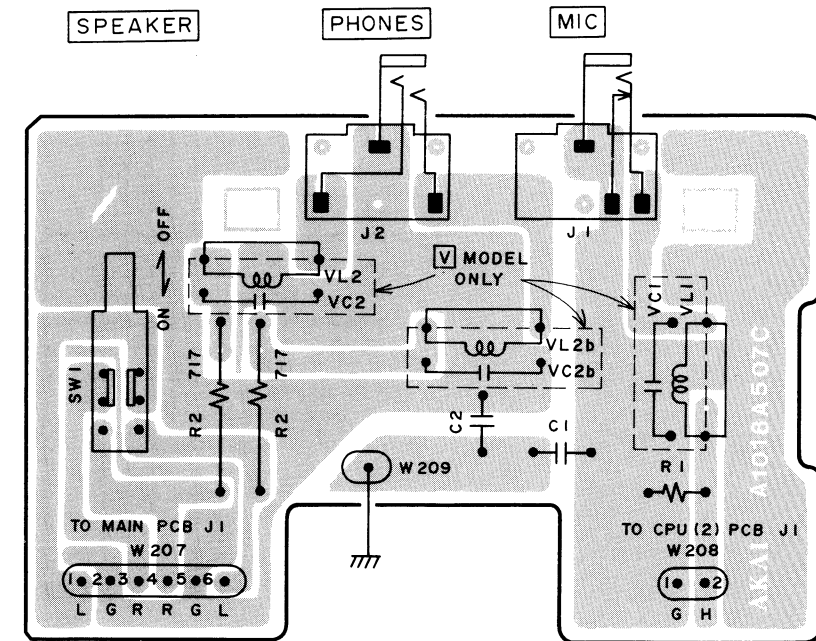 SPEAKER
PHONES
MIC
OFF
ON
J2
J1
V MODEL
ONLY
VL2
VC2
VL2b
VC2b
VC1
VL1
SW1
717
717
R2
R2
C2
C1
R1
W209
TO MAIN PCB J1
W207
1 2 3 4 5 6
L G R R G L
TO CPU (2) PCB J1
W208
1 2
G H
AKAI A1016A507C